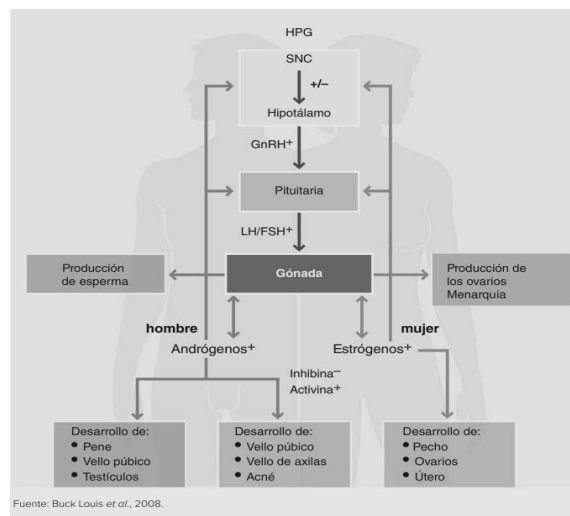 HPG
SNC
+/–
Hipotálamo
GnRH+
Pituitaria
LH/FSH+
Producción
de esperma
Gónada
Producción de
los ovarios
Menarquia
hombre
mujer
Andrógenos+
Estrógenos+
Inhibina–
Activina+
Desarrollo de:
• Pene
• Vello púbico
• Testículos
Desarrollo de:
• Vello púbico
• Vello de axilas
• Acné
Desarrollo de:
• Pecho
• Ovarios
• Útero
Fuente: Buck Louis et al., 2008.